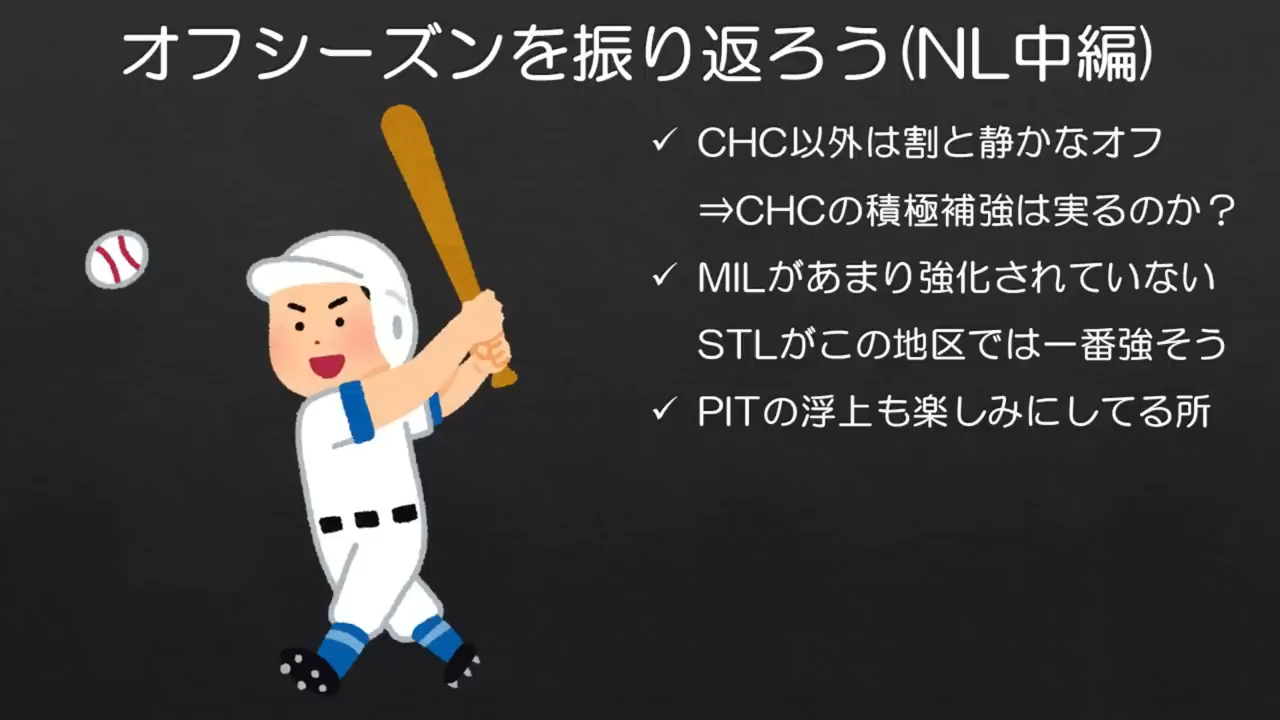 オフシーズンを振り返ろう(NL中編)
✓ CHC以外は割と静かなオフ
⇒CHCの積極補強は実るのか？
✓ MILがあまり強化されていない
STLがこの地区では一番強そう
✓ PITの浮上も楽しみにしてる所